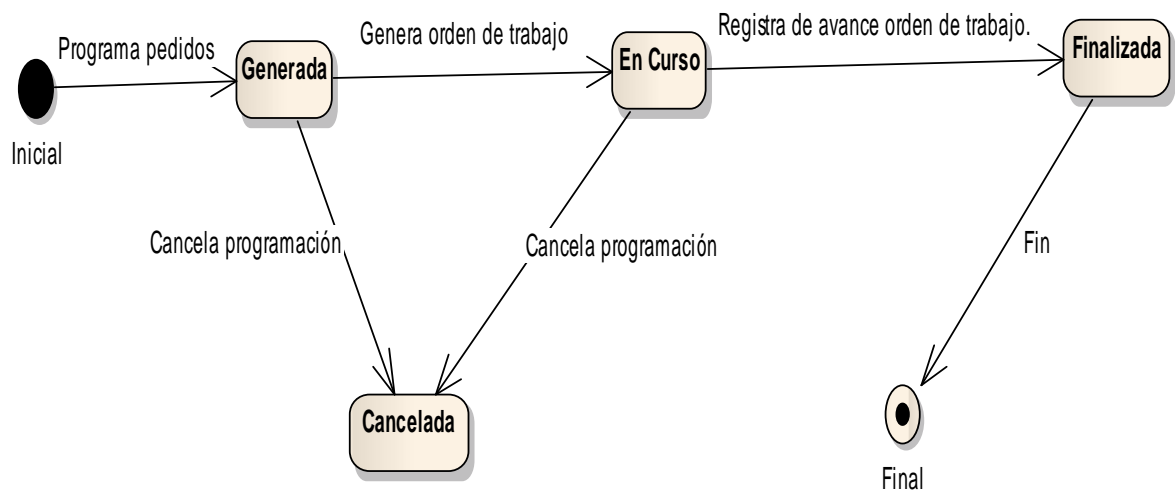 Programa pedidos
Genera orden de trabajo
Registra de avance orden de trabajo.
Generada
En Curso
Finalizada
Inicial
Cancela programación
Cancela programación
Fin
Cancelada
Final